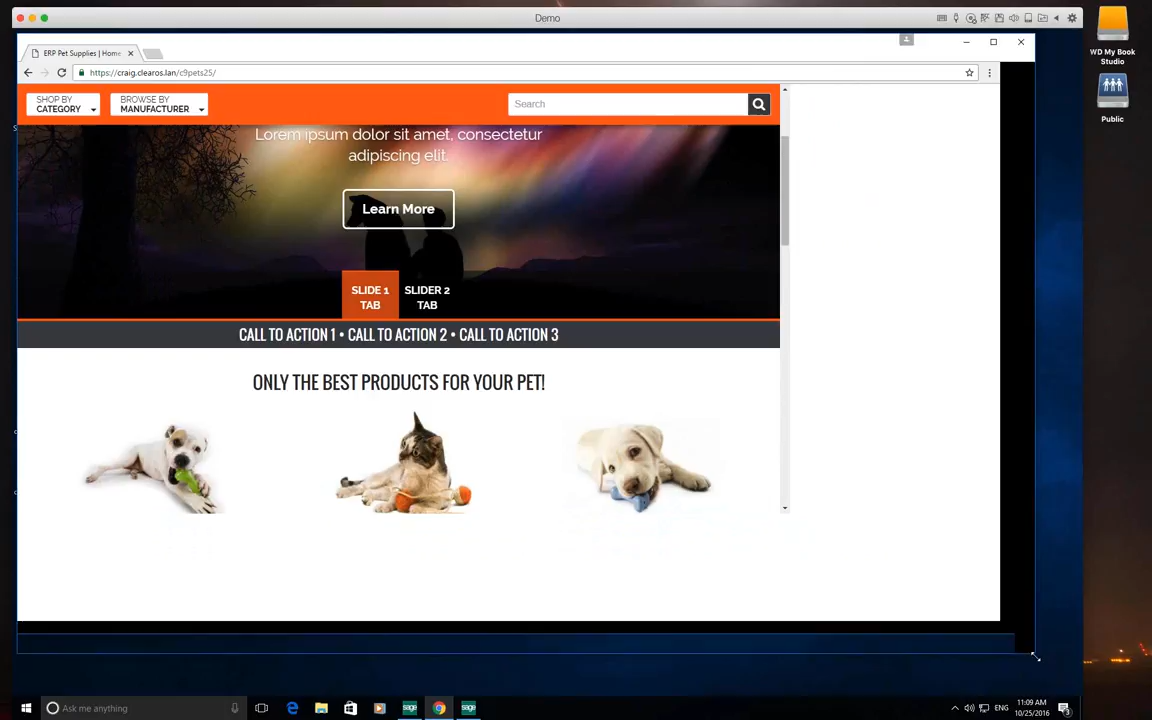 Demo
WD My Book
Studio
Public
ERP Pet Supplies | Home
https://craig.clearos.lan/c9pets25/
SHOP BY
CATEGORY
BROWSE BY
MANUFACTURER
Search
Lorem ipsum dolor sit amet, consectetur
adipiscing elit.
Learn More
SLIDE 1
TAB
SLIDER 2
TAB
CALL TO ACTION 1 • CALL TO ACTION 2 • CALL TO ACTION 3
ONLY THE BEST PRODUCTS FOR YOUR PET!
Ask me anything
sage
sage
ENG
11:09 AM
10/25/2016
3